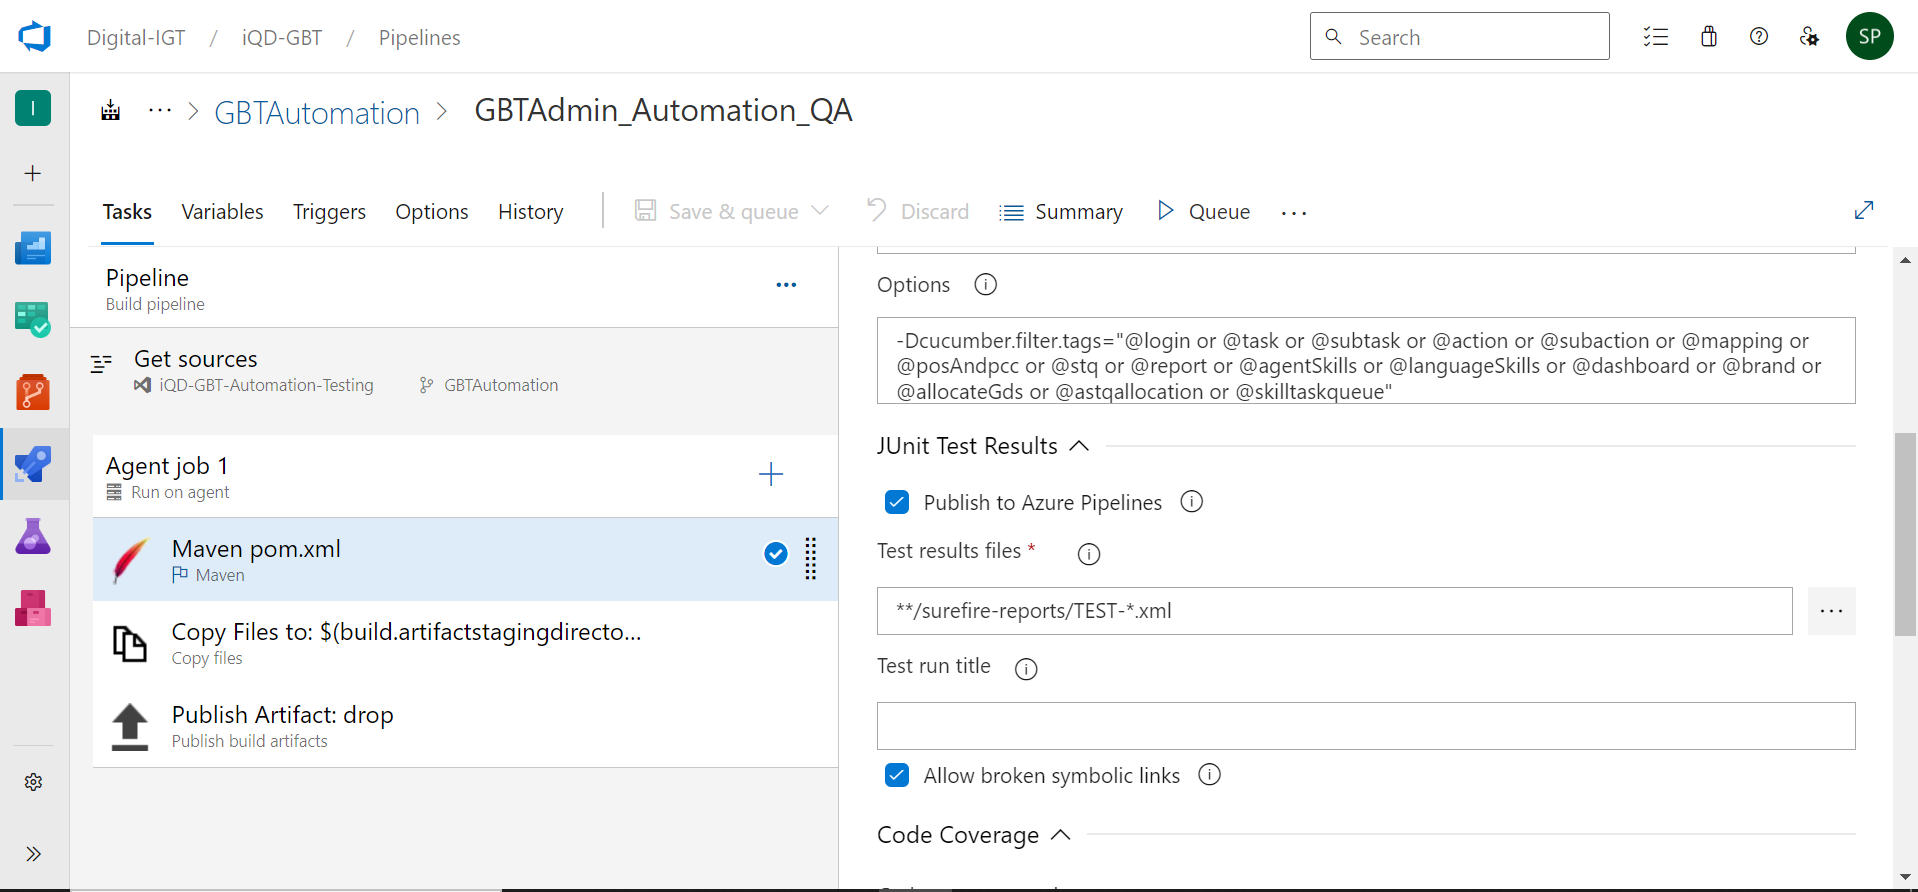 Digital-IGT / iQD-GBT / Pipelines
Search
SP
I
... > GBTAutomation > GBTAdmin_Automation_QA
Tasks Variables Triggers Options History Save & queue Discard Summary Queue ...
Pipeline
Build pipeline
Get sources
iQD-GBT-Automation-Testing GBTAutomation
Agent job 1
Run on agent
Maven pom.xml
Maven
Copy Files to: $(build.artifactstagingdirecto...
Copy files
Publish Artifact: drop
Publish build artifacts
Options
-Dcucumber.filter.tags="@login or @task or @subtask or @action or @subaction or @mapping or
@posAndpcc or @stq or @report or @agentSkills or @languageSkills or @dashboard or @brand or
@allocateGds or @astqallocation or @skilltaskqueue"
JUnit Test Results
Publish to Azure Pipelines
Test results files *
**/surefire-reports/TEST-*.xml
...
Test run title
Allow broken symbolic links
Code Coverage